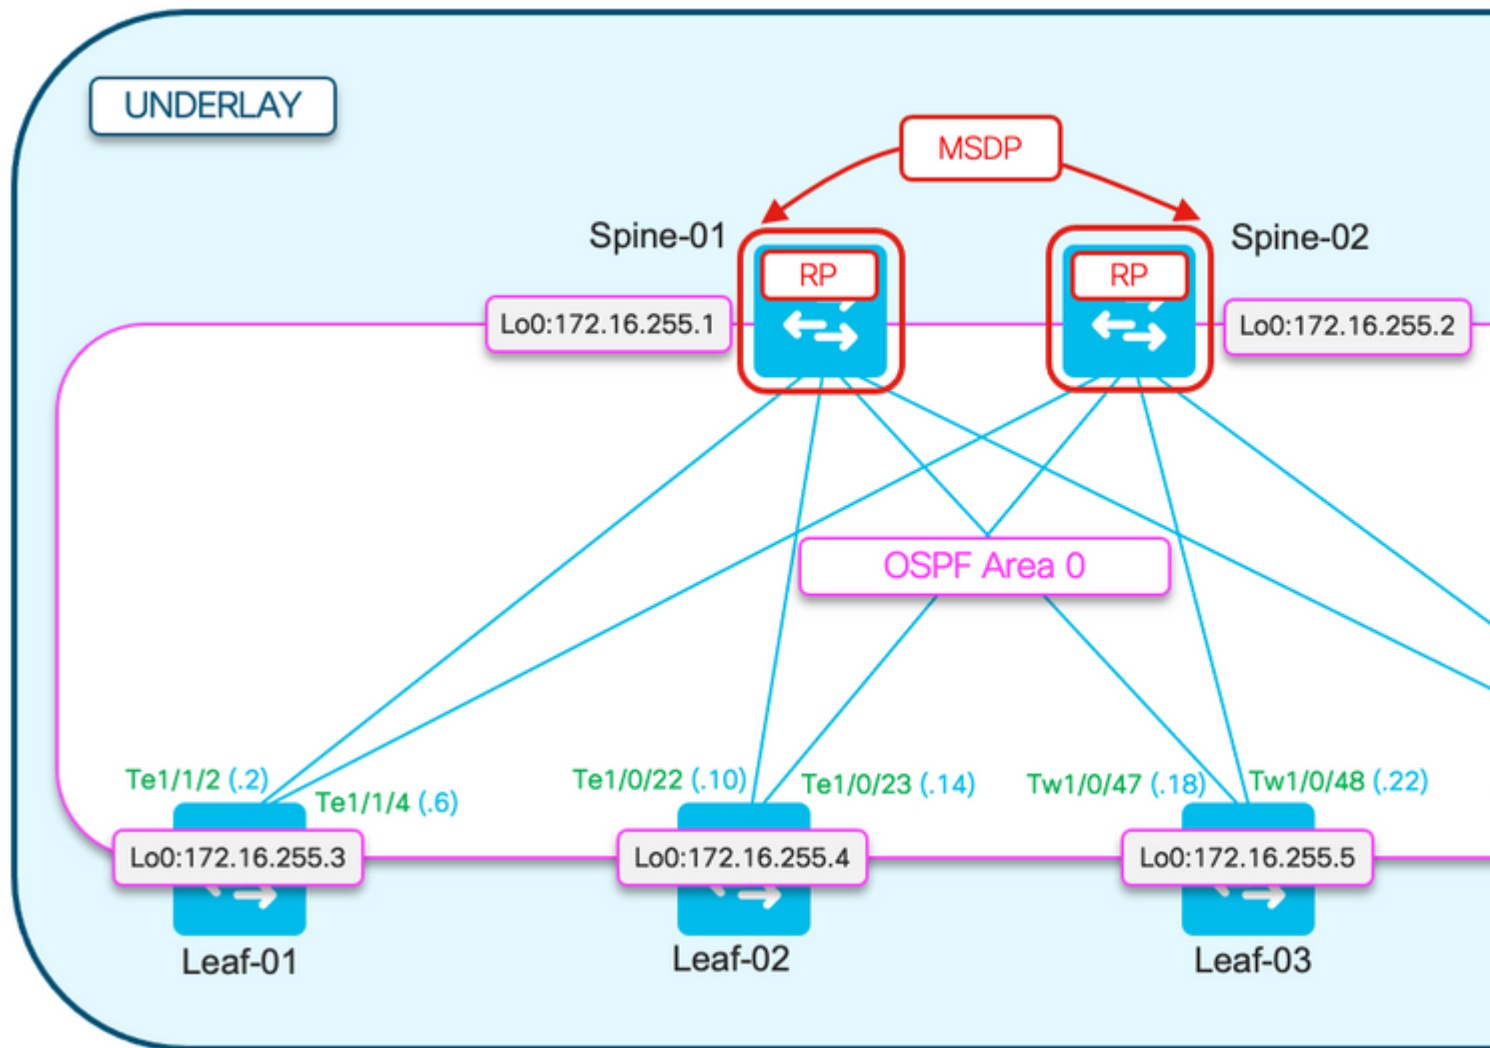 UNDERLAY
MSDP
Spine-01
Spine-02
RP
RP
Lo0:172.16.255.1
Lo0:172.16.255.2
OSPF Area 0
Te1/1/2 (.2)
Te1/1/4 (.6)
Te1/0/22 (.10)
Te1/0/23 (.14)
Tw1/0/47 (.18)
Tw1/0/48 (.22)
Lo0:172.16.255.3
Lo0:172.16.255.4
Lo0:172.16.255.5
Leaf-01
Leaf-02
Leaf-03